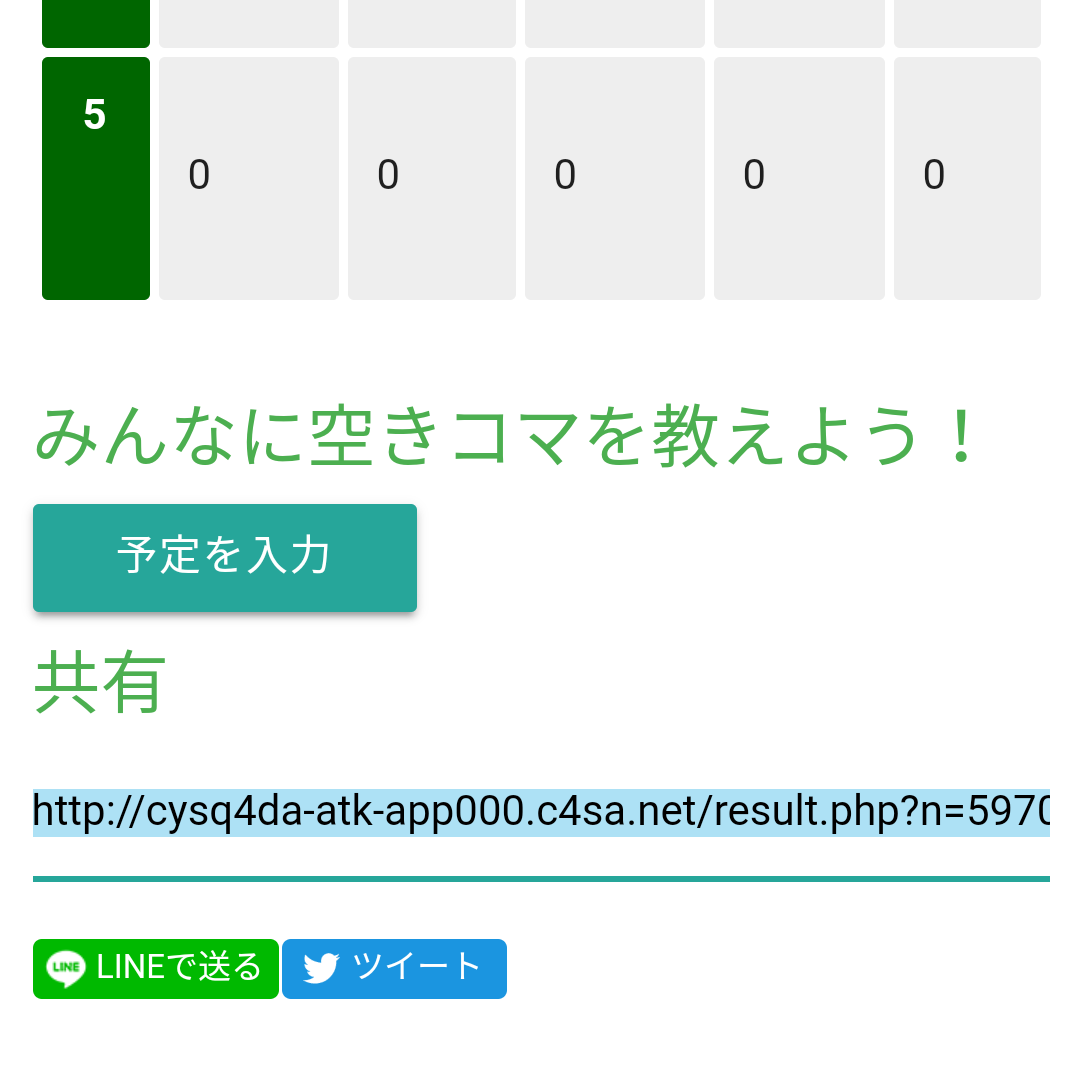 5
0 0 0 0 0
みんなに空きコマを教えよう！
予定を入力
共有
http://cysq4da-atk-app000.c4sa.net/result.php?n=597
LINE LINEで送る ツイート